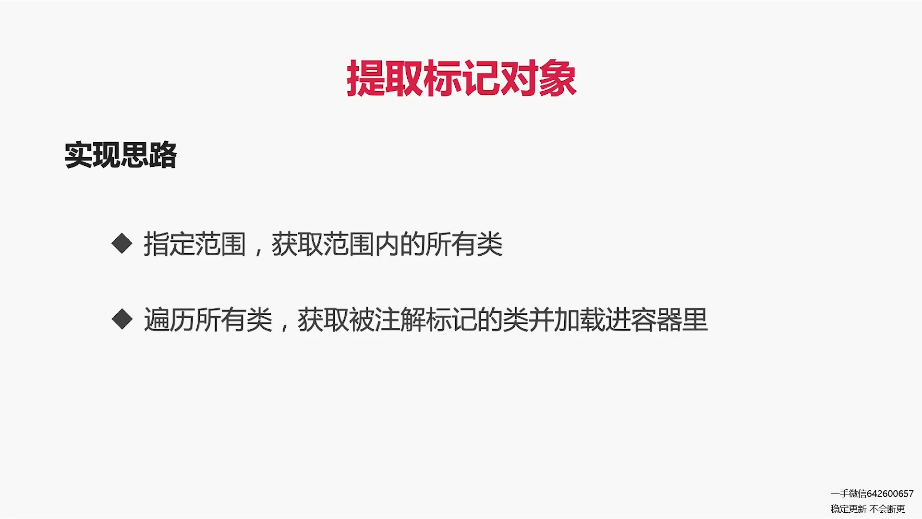 提取标记对象
实现思路
◆ 指定范围，获取范围内的所有类
◆ 遍历所有类，获取被注解标记的类并加载进容器里
一手微信642600657
稳定更新 不会断更